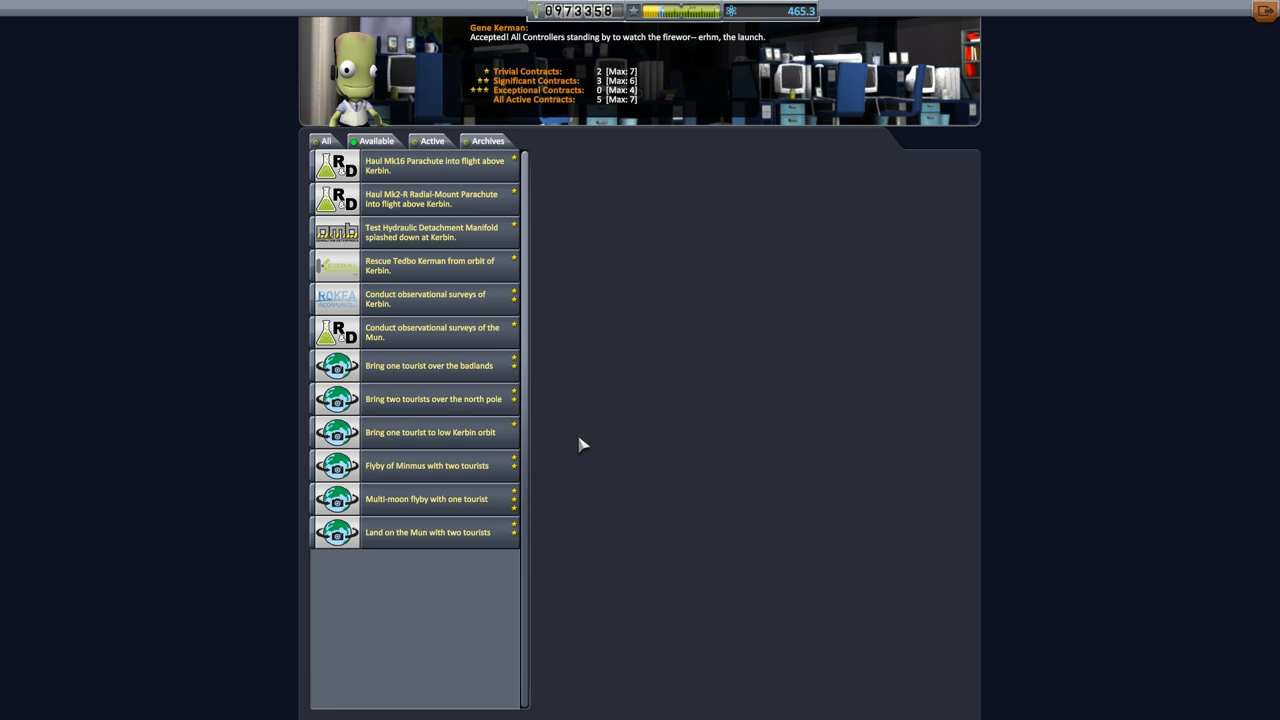 0973358
465.3
Gene Kerman:
Accepted! All Controllers standing by to watch the firewor-- erhm, the launch.
Trivial Contracts: 2 [Max: 7]
Significant Contracts: 3 [Max: 6]
Exceptional Contracts: 0 [Max: 4]
All Active Contracts: 5 [Max: 7]
All Available Active Archives
R&D
Haul Mk16 Parachute into flight above
Kerbin.
R&D
Haul Mk2-R Radial-Mount Parachute
into flight above Kerbin.
Test Hydraulic Detachment Manifold
splashed down at Kerbin.
Rescue Tedbo Kerman from orbit of
Kerbin.
ROKEA
INCORPORATED
Conduct observational surveys of
Kerbin.
R&D
Conduct observational surveys of the
Mun.
Bring one tourist over the badlands
Bring two tourists over the north pole
Bring one tourist to low Kerbin orbit
Flyby of Minmus with two tourists
Multi-moon flyby with one tourist
Land on the Mun with two tourists